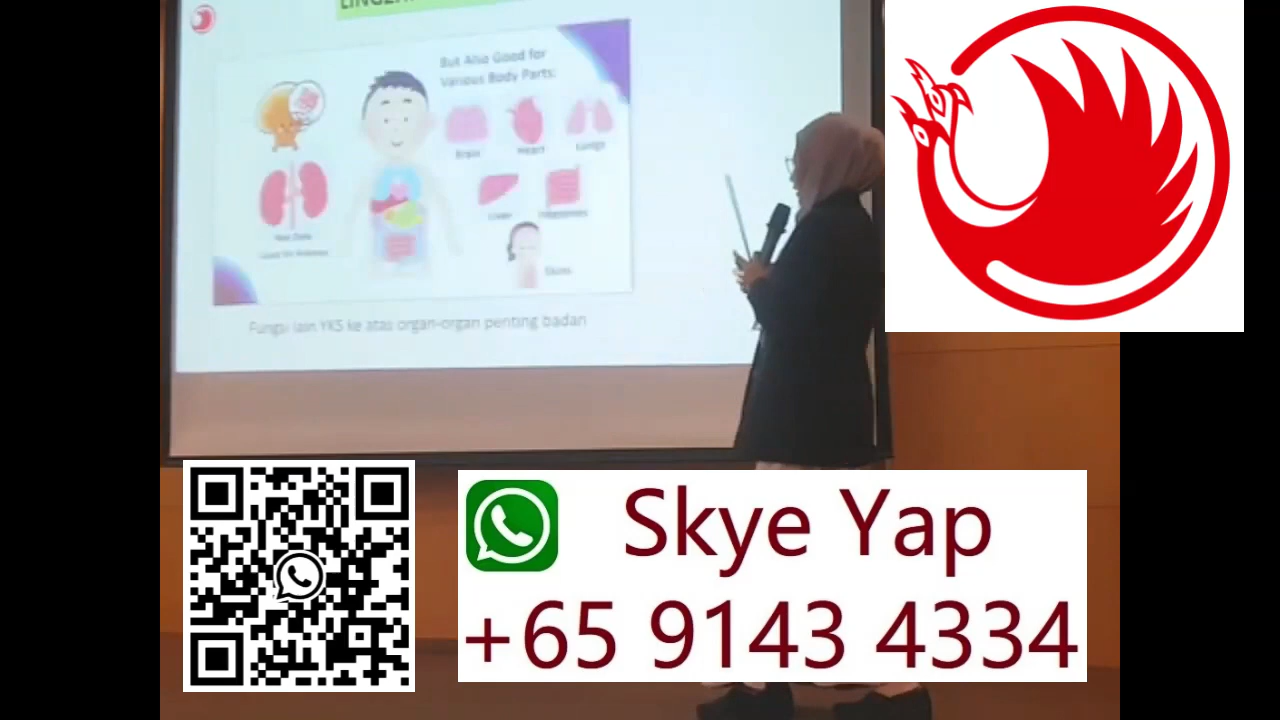 But Also Good for
Various Body Parts:
Brain
Heart
Lungs
Liver
Intestines
Skins
Fungsi lain YKS ke atas organ-organ penting badan
Skye Yap
+65 9143 4334